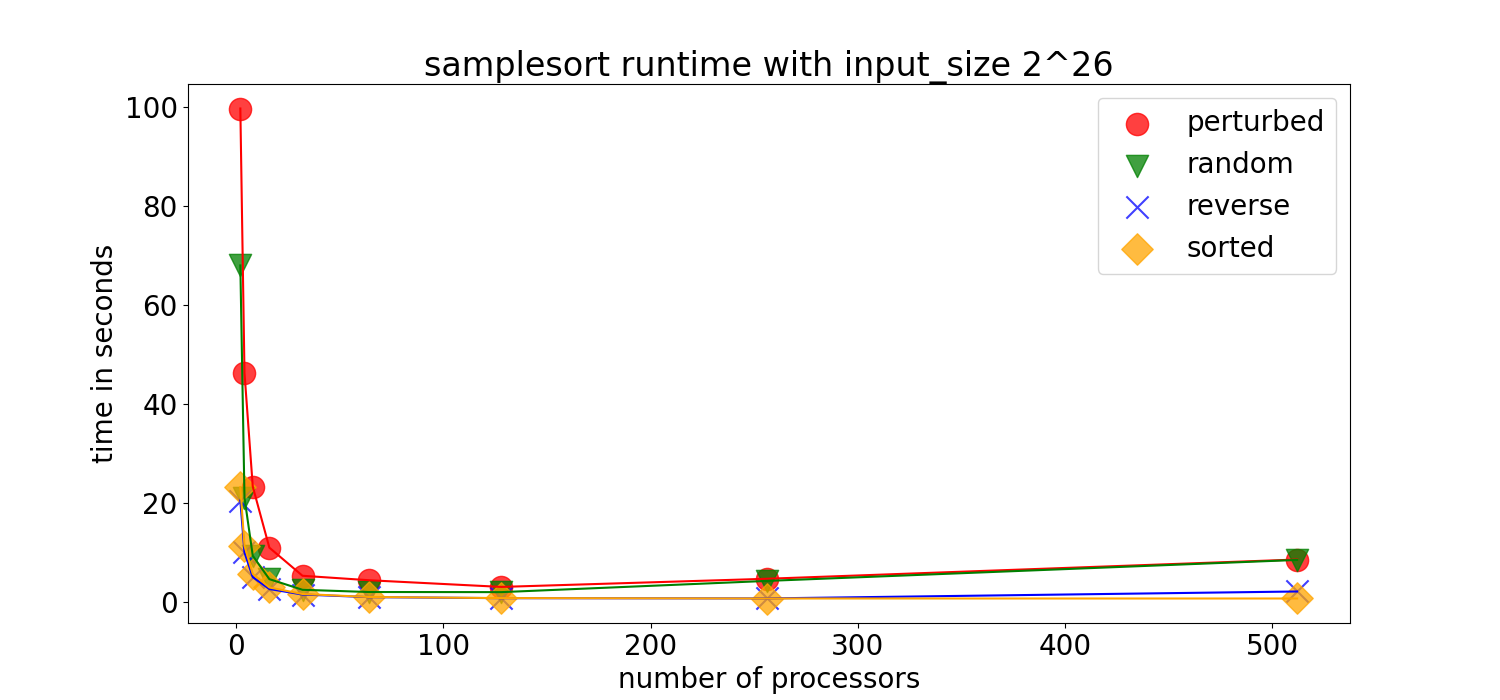 samplesort runtime with input_size 2^26
perturbed
random
reverse
sorted
time in seconds
100
80
60
40
20
0
0 100 200 300 400 500
number of processors